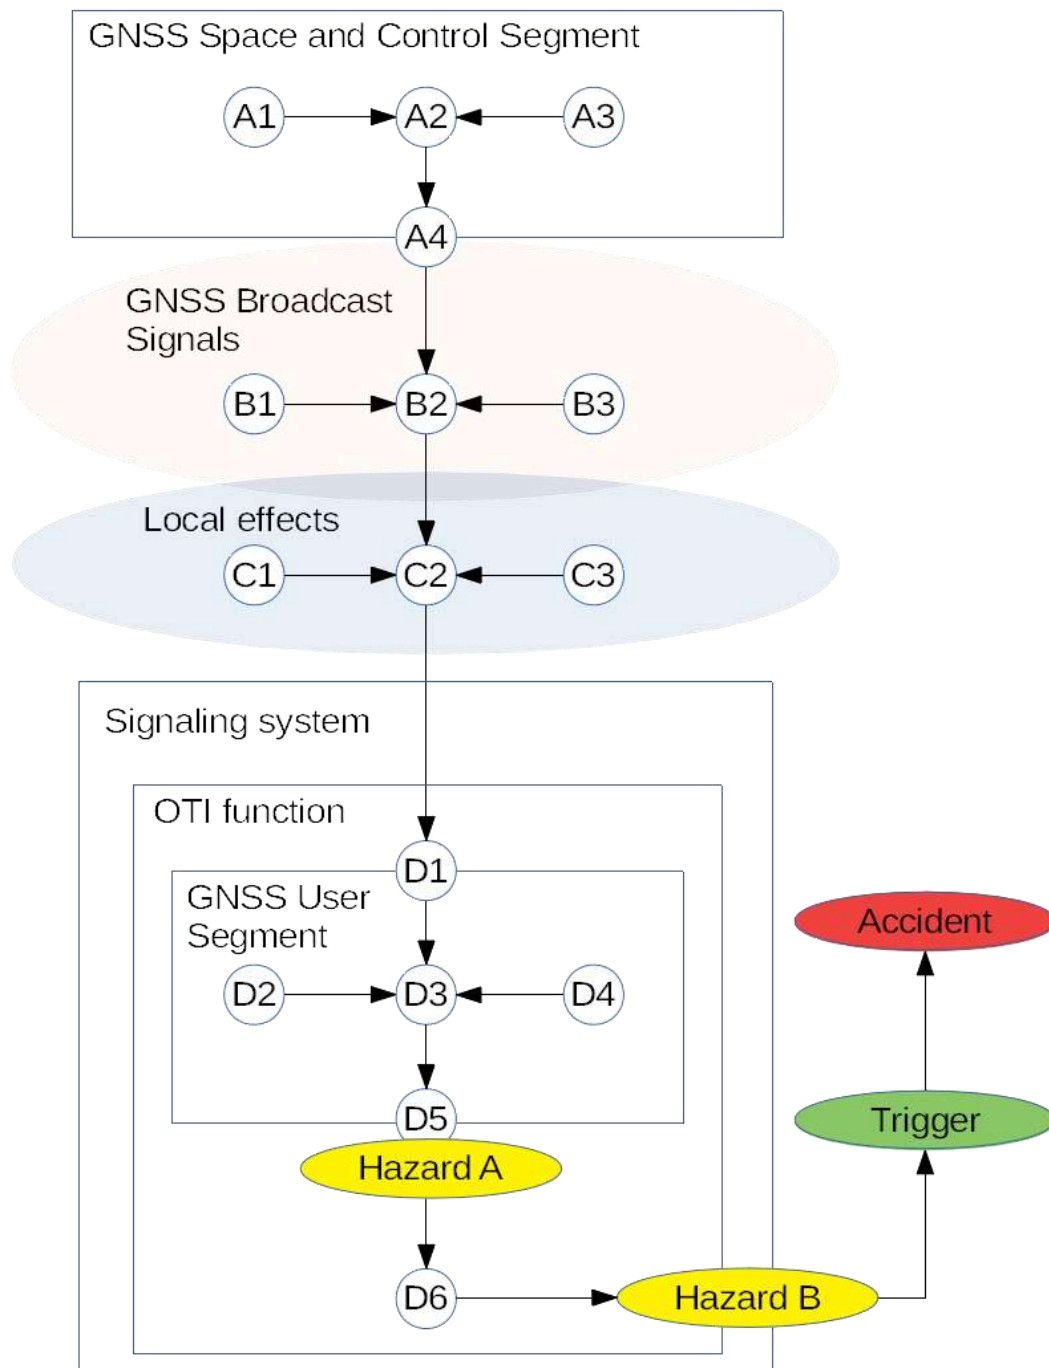 GNSS Space and Control Segment
A1 A2 A3
A4
GNSS Broadcast
Signals
B1 B2 B3
Local effects
C1 C2 C3
Signaling system
OTI function
D1
GNSS User
Segment
Accident
D2 D3 D4
D5
Trigger
Hazard A
D6
Hazard B